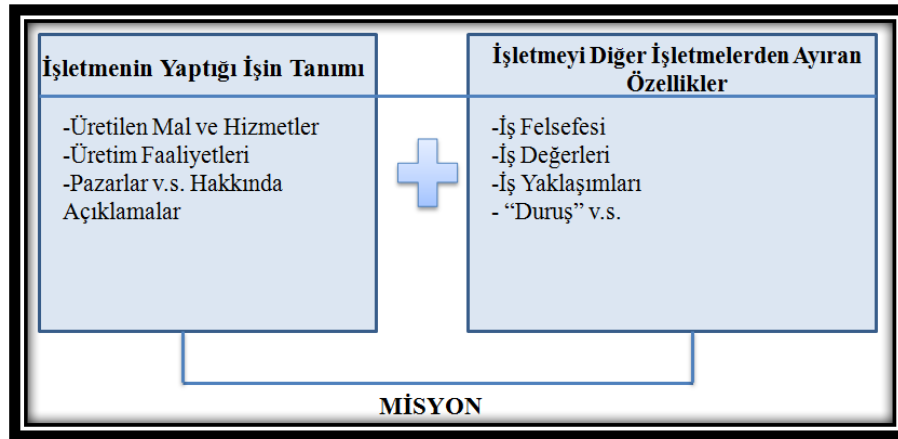 İşletmenin Yaptığı İşin Tanımı
-Üretilen Mal ve Hizmetler
-Üretim Faaliyetleri
-Pazarlar v.s. Hakkında
Açıklamalar
İşletmeyi Diğer İşletmelerden Ayıran
Özellikler
-İş Felsefesi
-İş Değerleri
-İş Yaklaşımları
- “Duruş” v.s.
MİSYON